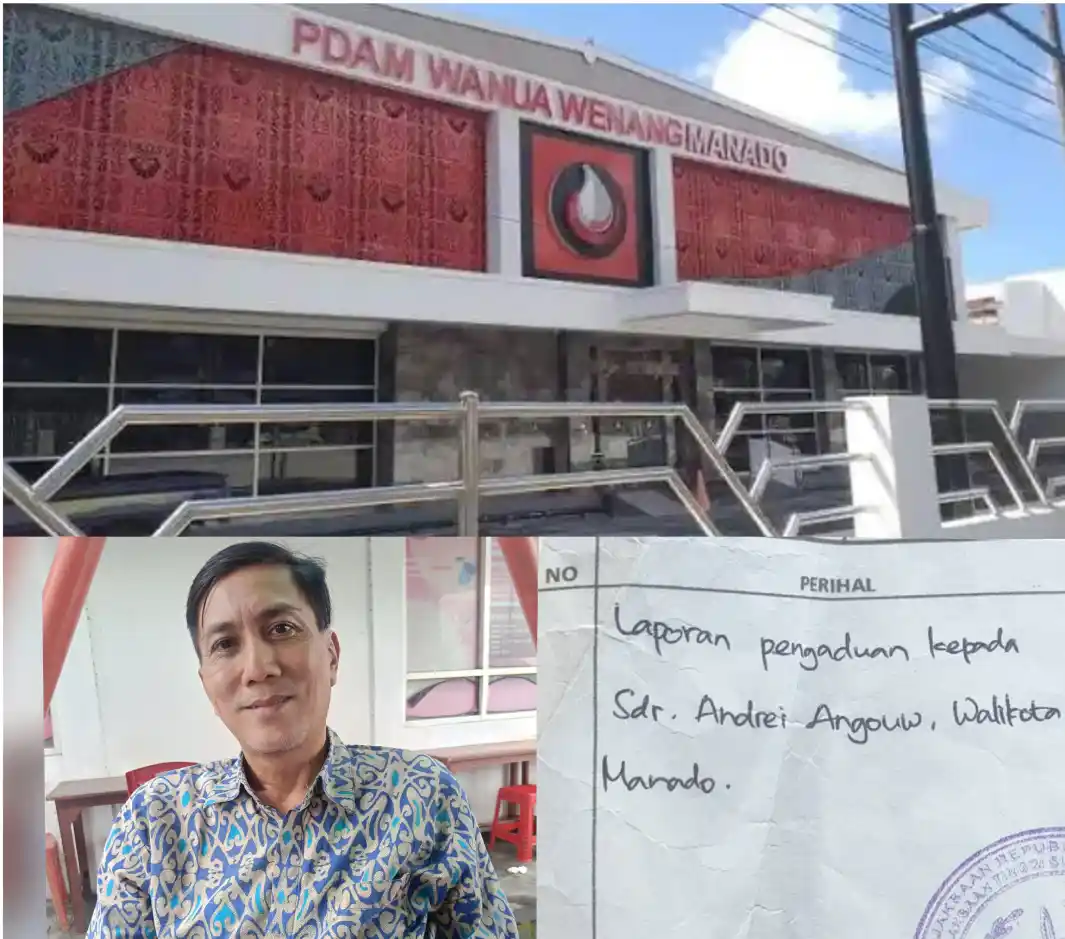 PDAM WANUA WENANG MANADO
NO
PERIHAL
Laporan pengaduan kepada
Sdr. Andrei Angouw, Walikota
Manado.